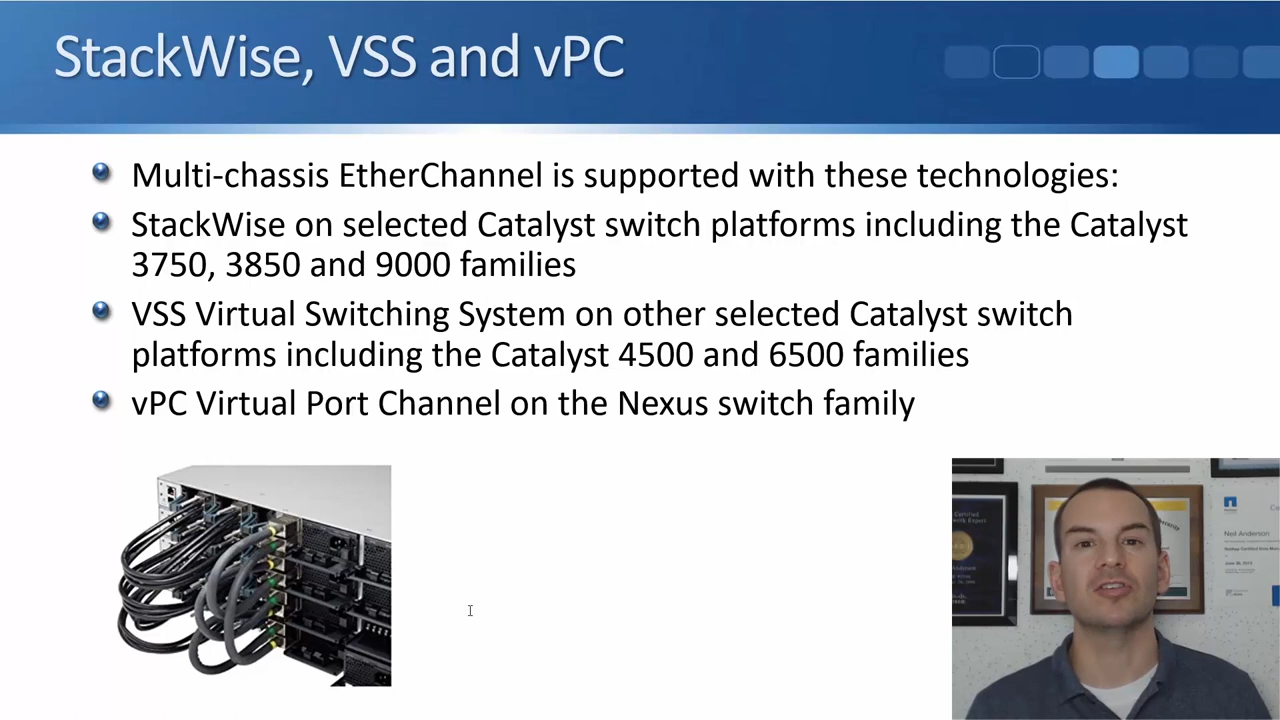 StackWise, VSS and vPC
Multi-chassis EtherChannel is supported with these technologies:
StackWise on selected Catalyst switch platforms including the Catalyst
3750, 3850 and 9000 families
VSS Virtual Switching System on other selected Catalyst switch
platforms including the Catalyst 4500 and 6500 families
vPC Virtual Port Channel on the Nexus switch family
Neil Anderson